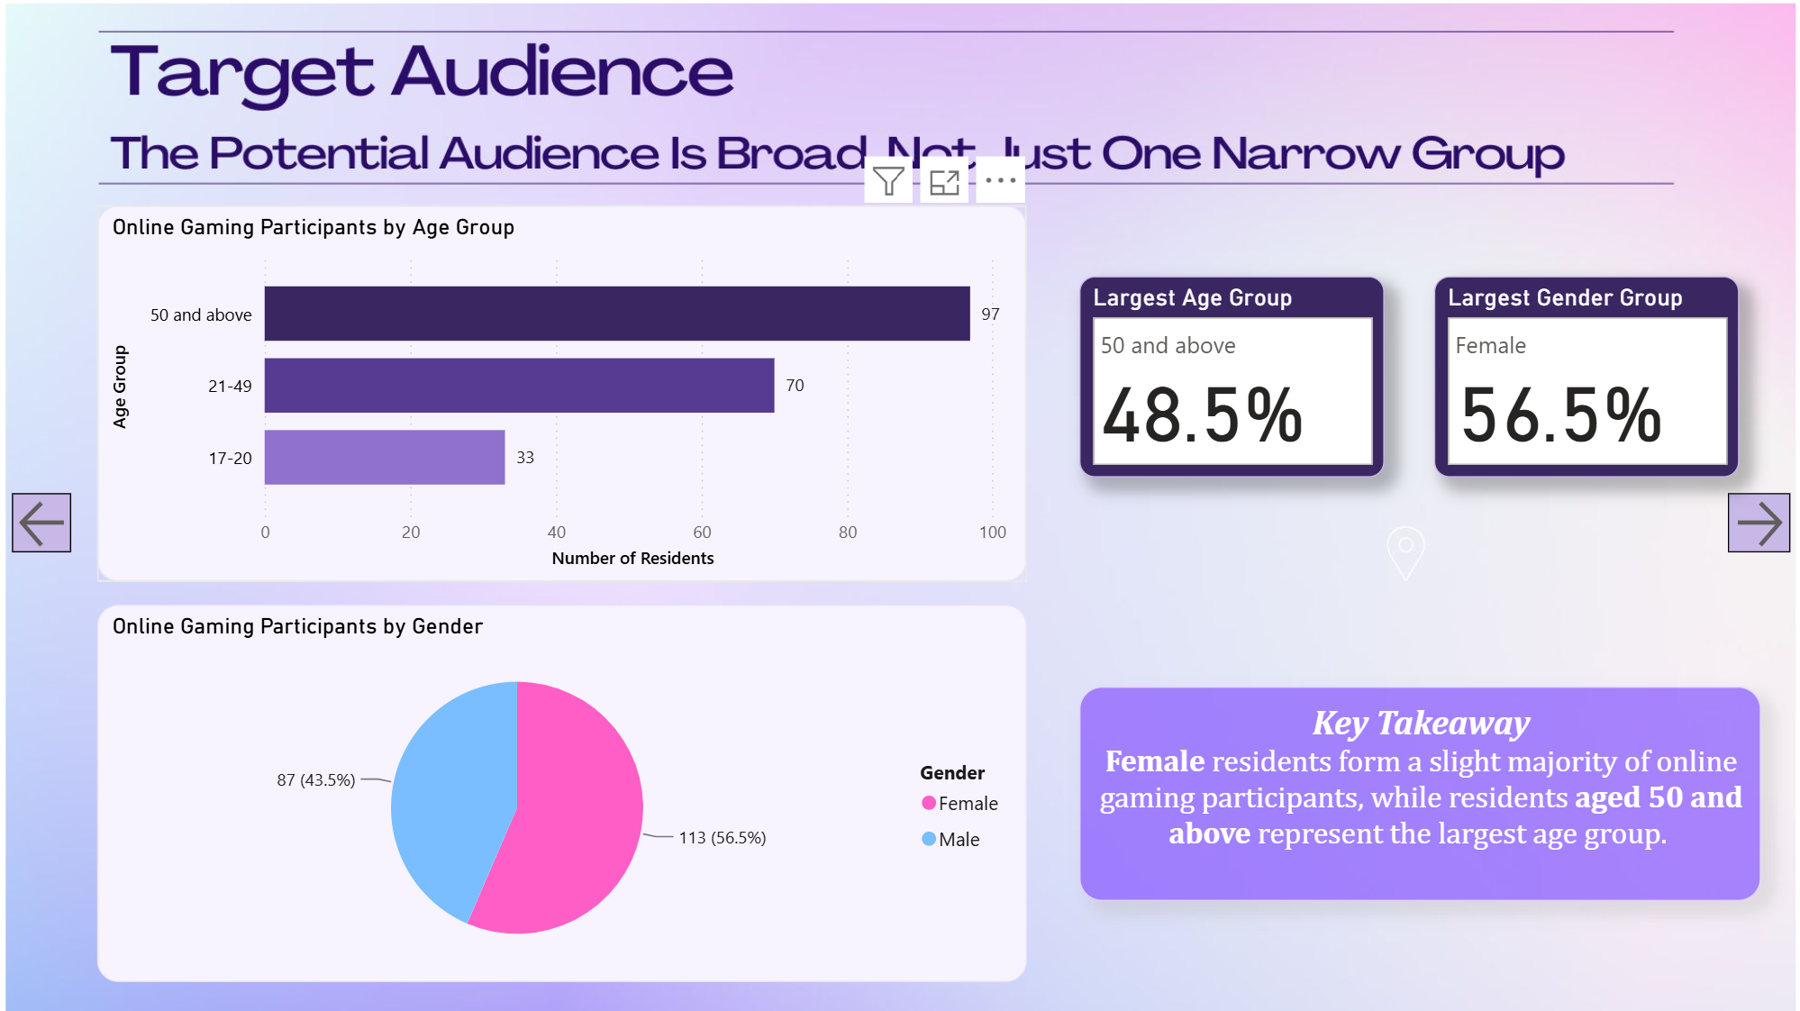 Target Audience
The Potential Audience Is Broad, Not Just One Narrow Group
Online Gaming Participants by Age Group
Age Group
50 and above
97
21-49
70
17-20
33
0 20 40 60 80 100
Number of Residents
Largest Age Group
50 and above
48.5%
Largest Gender Group
Female
56.5%
Online Gaming Participants by Gender
87 (43.5%)
113 (56.5%)
Gender
Female
Male
Key Takeaway
Female residents form a slight majority of online
gaming participants, while residents aged 50 and
above represent the largest age group.